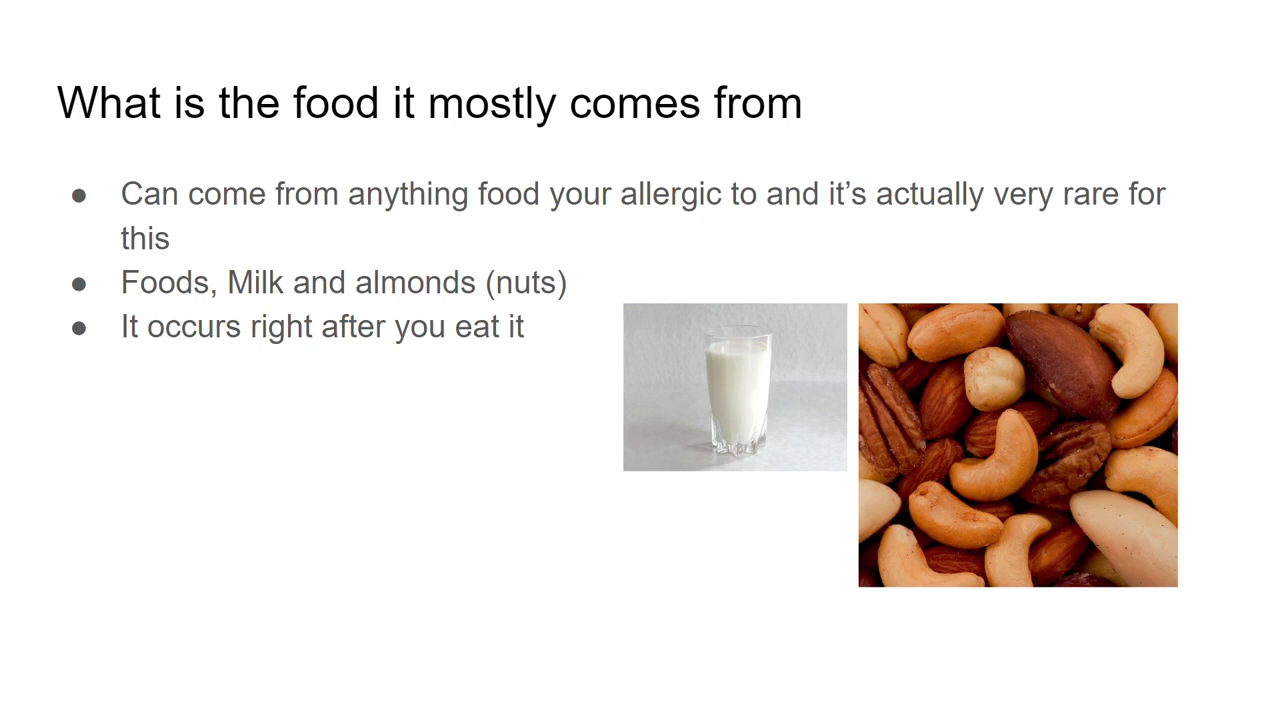 What is the food it mostly comes from
● Can come from anything food your allergic to and it’s actually very rare for
this
● Foods, Milk and almonds (nuts)
● It occurs right after you eat it